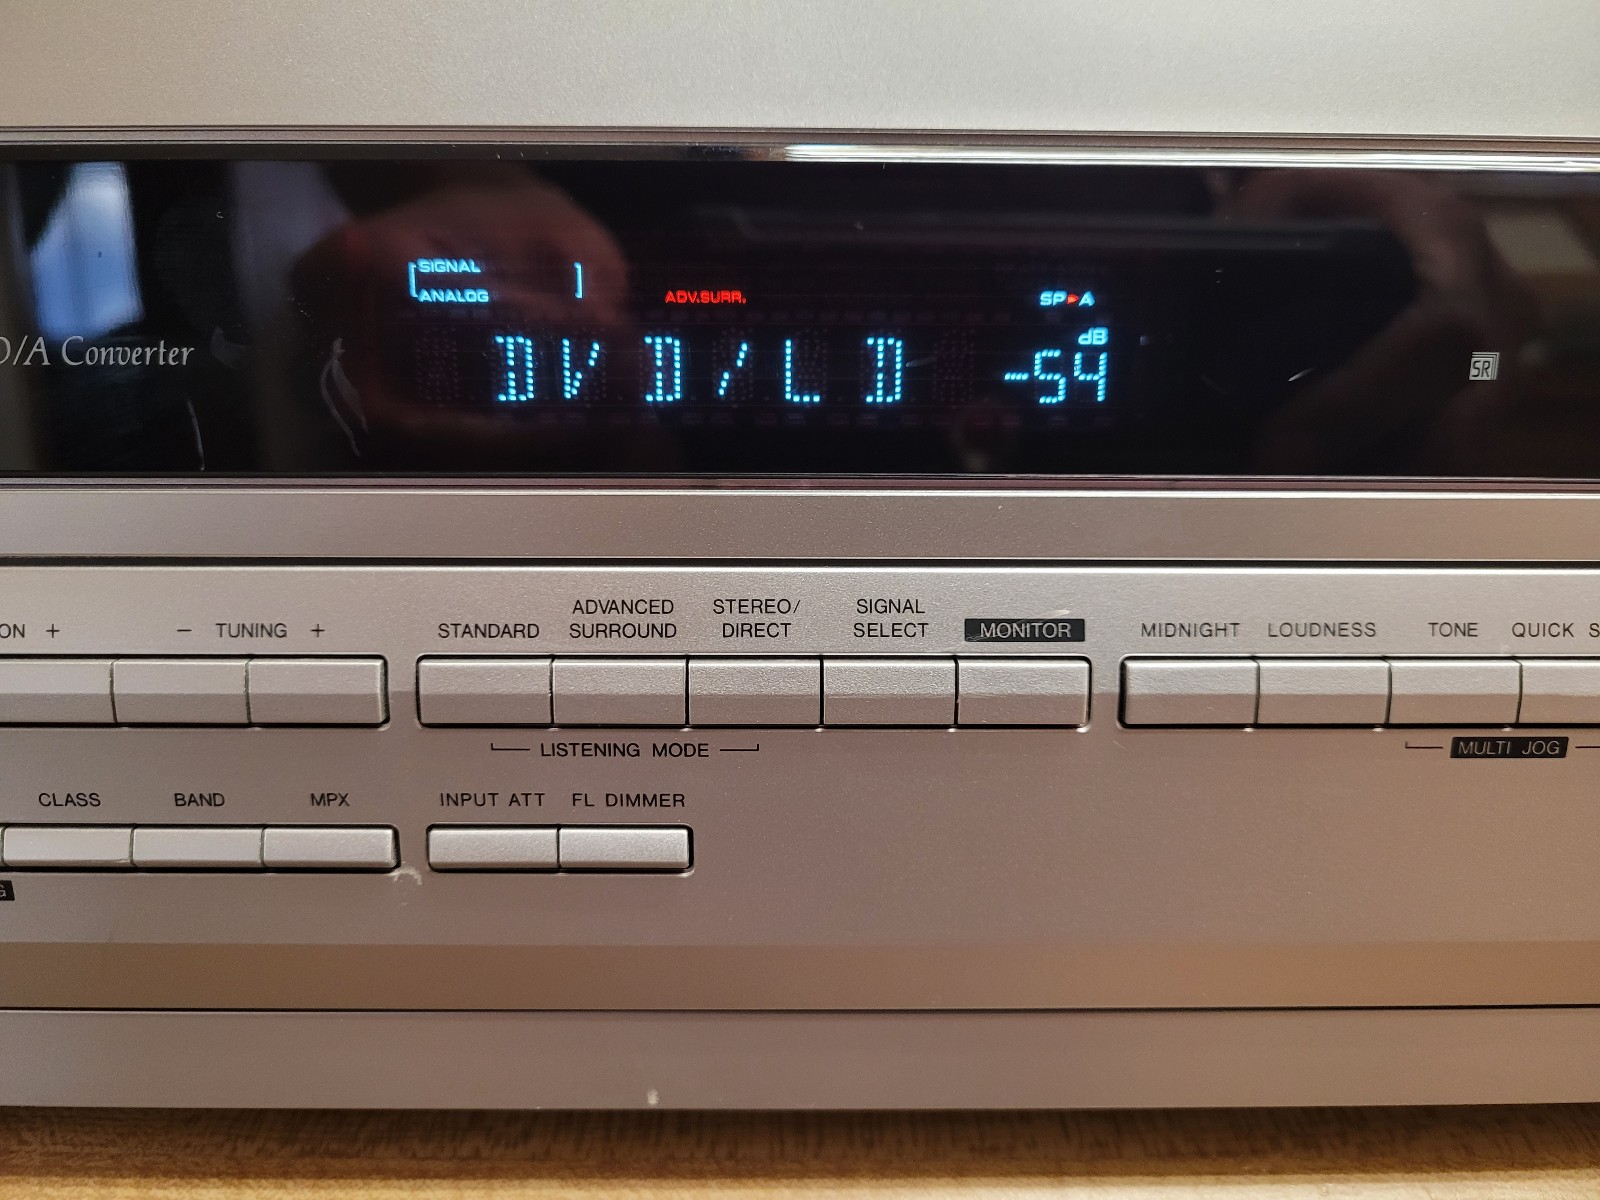 SIGNAL
ANALOG
ADV.SURR.
SP▶A
dB
D/A Converter
DVD/LD -54
SR
ON + − TUNING +
STANDARD
ADVANCED
SURROUND
STEREO/
DIRECT
SIGNAL
SELECT
MONITOR
MIDNIGHT LOUDNESS TONE QUICK S
LISTENING MODE
MULTI JOG
CLASS BAND MPX INPUT ATT FL DIMMER
G